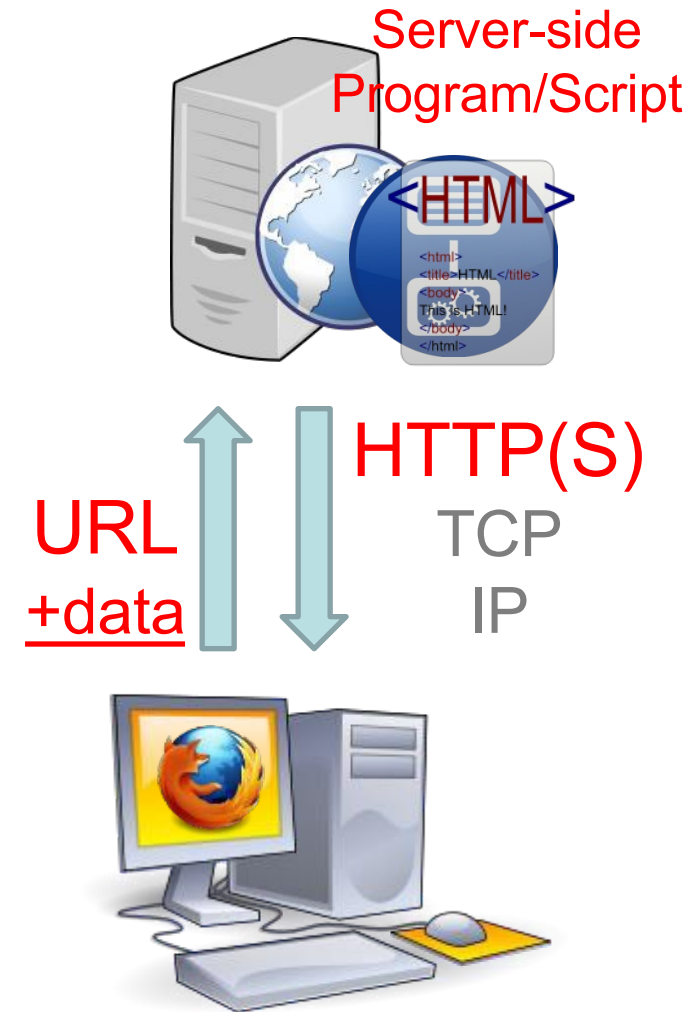 Server-side
Program/Script
<HTML>
<html>
<title>HTML</title>
<body>
This is HTML!
</body>
</html>
HTTP(S)
URL
TCP
+data
IP